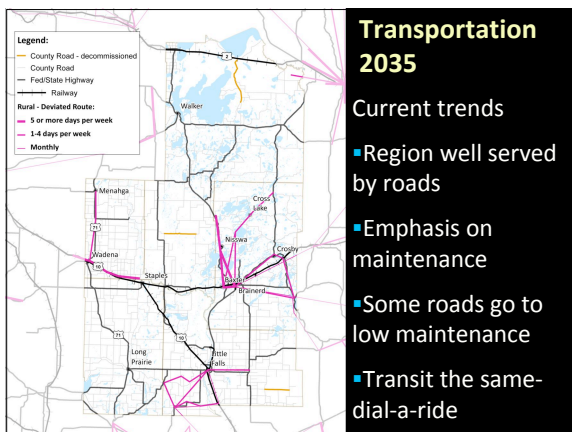 Legend:
County Road - decommissioned
County Road
Fed/State Highway
Railway
Rural - Deviated Route:
5 or more days per week
1-4 days per week
Monthly
2
Walker
Menahga
Cross
Lake
71
Nisswa
Wadena
Crosby
10
Staples
Baxter
Brainerd
71
10
Long
Prairie
Little
Falls
Transportation
2035
Current trends
▪Region well served
by roads
▪Emphasis on
maintenance
▪Some roads go to
low maintenance
▪Transit the same-
dial-a-ride